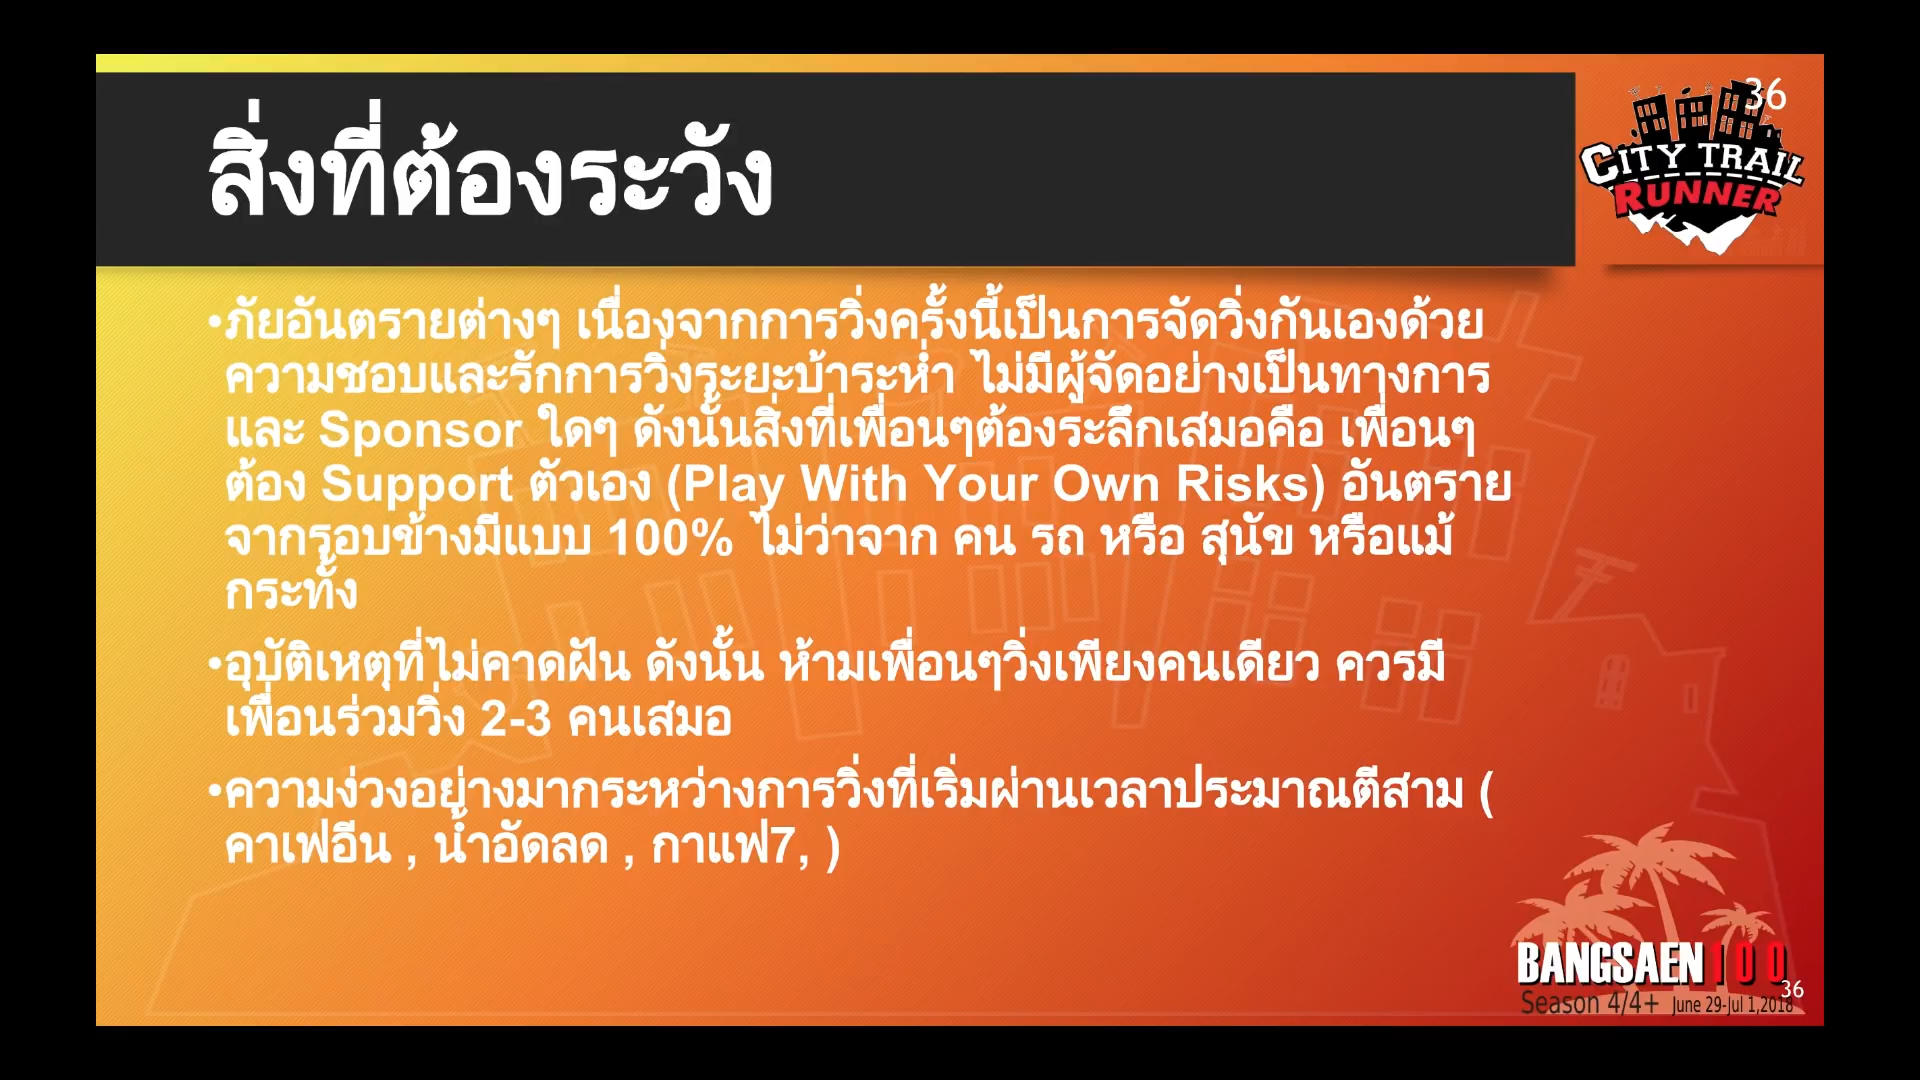 สิ่งที่ต้องระวัง
36
CITY TRAIL
RUNNER
•ภัยอันตรายต่างๆ เนื่องจากการวิ่งครั้งนี้เป็นการจัดวิ่งกันเองด้วย
ความชอบและรักการวิ่งระยะบ้าระห่ำ ไม่มีผู้จัดอย่างเป็นทางการ
และ Sponsor ใดๆ ดังนั้นสิ่งที่เพื่อนๆต้องระลึกเสมอคือ เพื่อนๆ
ต้อง Support ตัวเอง (Play With Your Own Risks) อันตราย
จากรอบข้างมีแบบ 100% ไม่ว่าจาก คน รถ หรือ สุนัข หรือแม้
กระทั้ง
•อุบัติเหตุที่ไม่คาดฝัน ดังนั้น ห้ามเพื่อนๆวิ่งเพียงคนเดียว ควรมี
เพื่อนร่วมวิ่ง 2-3 คนเสมอ
•ความง่วงอย่างมากระหว่างการวิ่งที่เริ่มผ่านเวลาประมาณตีสาม (
คาเฟอีน , น้ำอัดลด , กาแฟ7, )
BANGSAEN100
36
Season 4/4+ June 29-Jul 1,2018